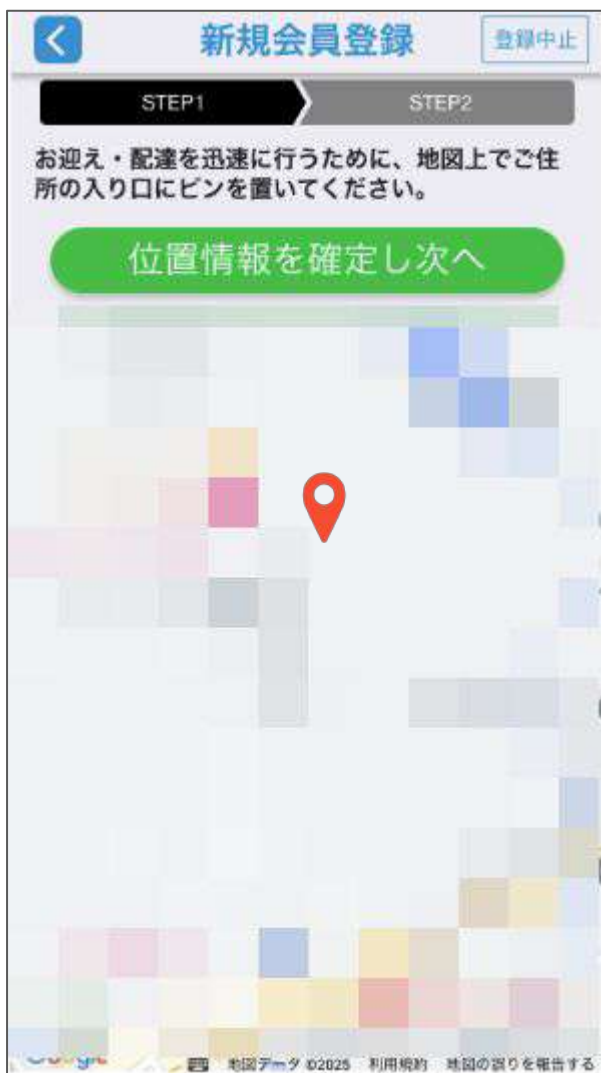 新規会員登録
登録中止
STEP1
STEP2
お迎え・配達を迅速に行うために、地図上でご住
所の入り口にピンを置いてください。
位置情報を確定し次へ
地図データ ©2025
利用規約
地図の誤りを報告する